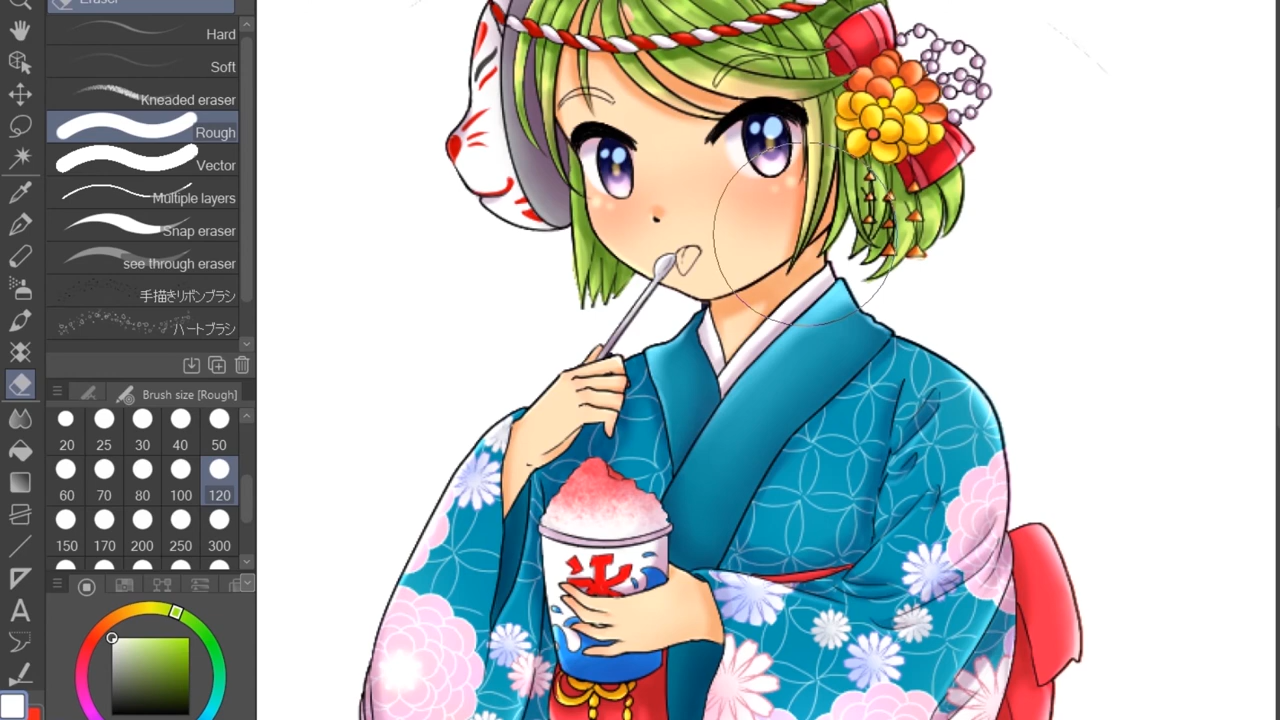 Eraser
Hard
Soft
Kneaded eraser
Rough
Vector
Multiple layers
Snap eraser
see through eraser
手描きリボンブラシ
ハートブラシ
Brush size [Rough]
20 25 30 40 50
60 70 80 100 120
150 170 200 250 300
氷